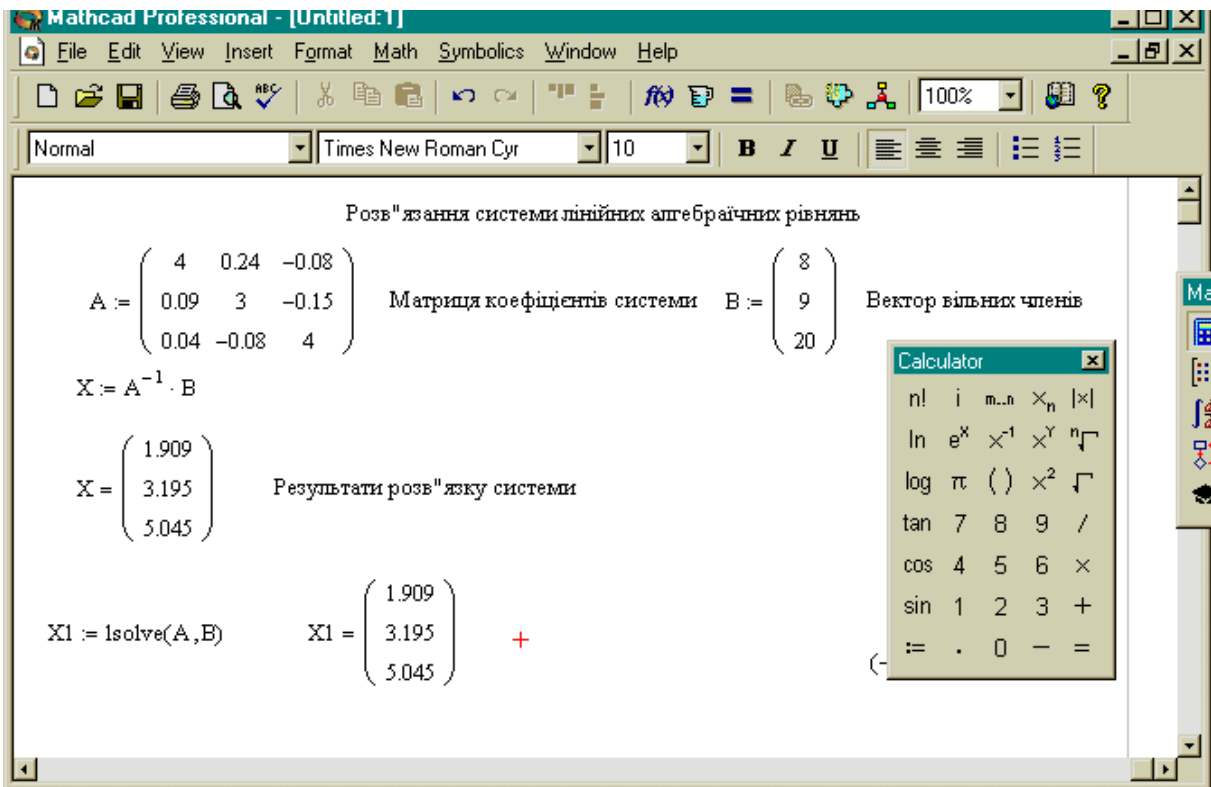 Mathcad Professional - [Untitled:1]
File Edit View Insert Format Math Symbolics Window Help
100%
Normal Times New Roman Cyr 10 B I U
Розв"язання системи лінійних алгебраїчних рівнянь
A := ( 4 0.24 −0.08
0.09 3 −0.15
0.04 −0.08 4 ) Матриця коефіцієнтів системи B := ( 8
9
20 ) Вектор вільних членів
X := A⁻¹ · B
X = ( 1.909
3.195
5.045 ) Результати розв"язку системи
X1 := lsolve(A,B) X1 = ( 1.909
3.195
5.045 )
(-
Ma
Calculator
n! i m..n ×n |×|
ln eˣ ×⁻¹ ×ʸ ⁿ√
log π ( ) ×² √
tan 7 8 9 /
cos 4 5 6 ×
sin 1 2 3 +
:= . 0 − =